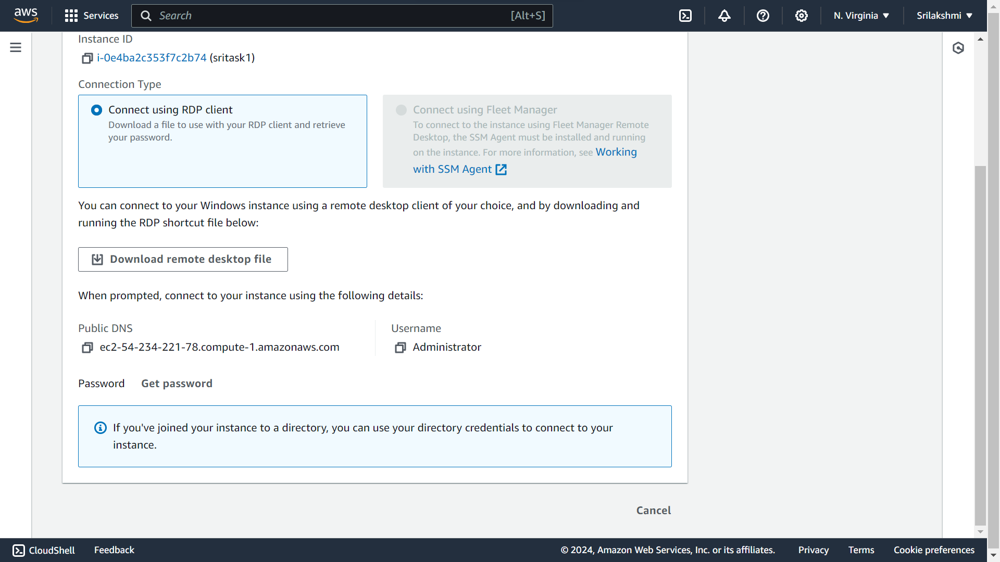 aws
Services
Search
[Alt+S]
N. Virginia
Srilakshmi
Instance ID
i-0e4ba2c353f7c2b74 (sritask1)
Connection Type
Connect using RDP client
Download a file to use with your RDP client and retrieve
your password.
Connect using Fleet Manager
To connect to the instance using Fleet Manager Remote
Desktop, the SSM Agent must be installed and running
on the instance. For more information, see Working
with SSM Agent
You can connect to your Windows instance using a remote desktop client of your choice, and by downloading and
running the RDP shortcut file below:
Download remote desktop file
When prompted, connect to your instance using the following details:
Public DNS
ec2-54-234-221-78.compute-1.amazonaws.com
Username
Administrator
Password
Get password
If you've joined your instance to a directory, you can use your directory credentials to connect to your
instance.
Cancel
CloudShell
Feedback
© 2024, Amazon Web Services, Inc. or its affiliates.
Privacy
Terms
Cookie preferences